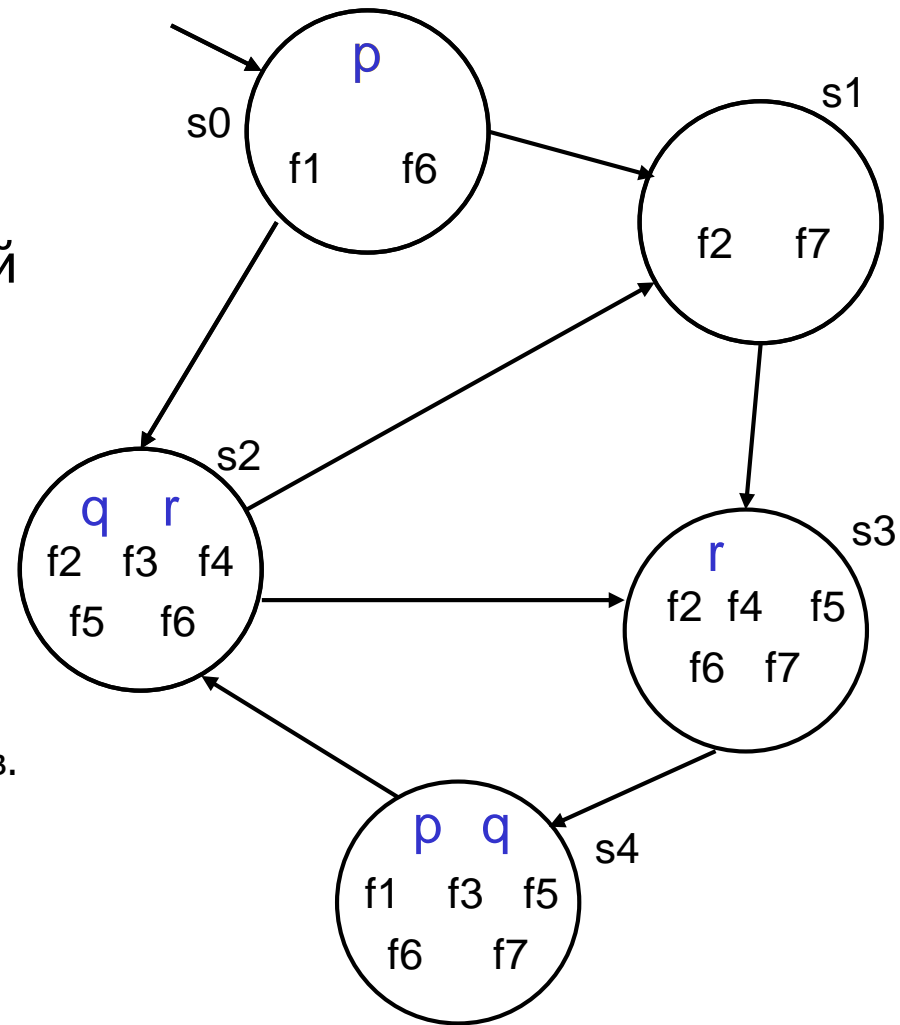 p
s0
f1 f6
s1
f2 f7
й
s2
q r
f2 f3 f4
f5 f6
s3
r
f2 f4 f5
f6 f7
в.
p q
s4
f1 f3 f5
f6 f7